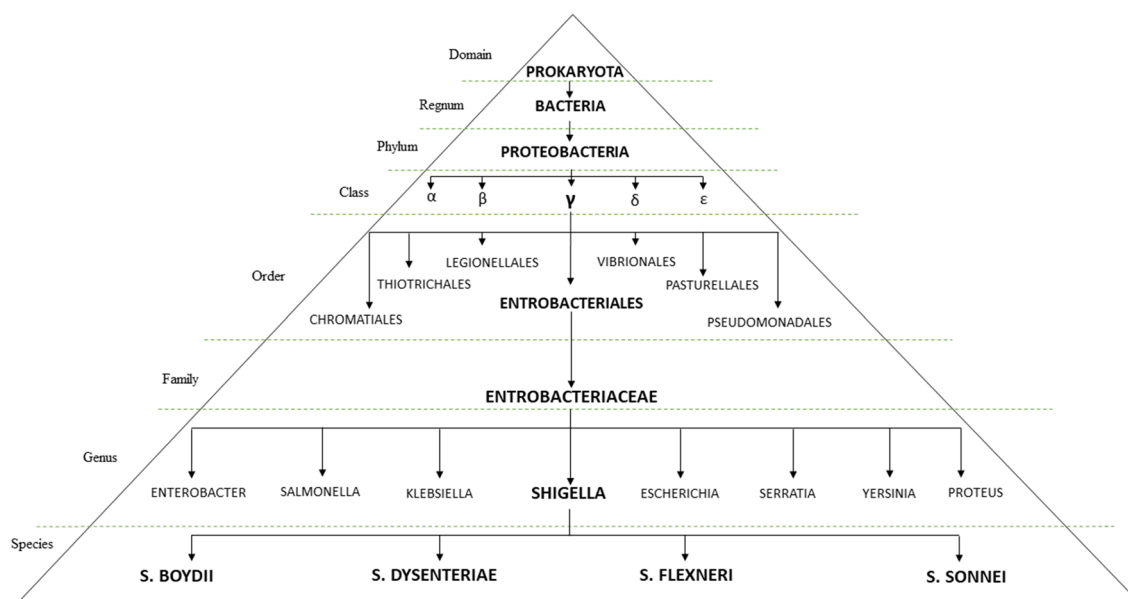 Domain
PROKARYOTA
Regnum
BACTERIA
Phylum
PROTEOBACTERIA
Class
α β γ δ ε
Order
LEGIONELLALES VIBRIONALES
THIOTRICHALES PASTURELLALES
ENTROBACTERIALES
CHROMATIALES PSEUDOMONADALES
Family
ENTROBACTERIACEAE
Genus
ENTEROBACTER SALMONELLA KLEBSIELLA SHIGELLA ESCHERICHIA SERRATIA YERSINIA PROTEUS
Species
S. BOYDII S. DYSENTERIAE S. FLEXNERI S. SONNEI